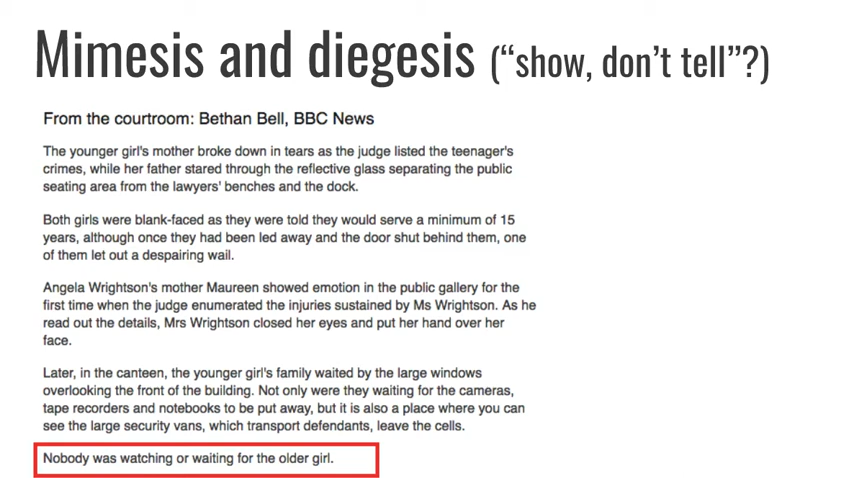 Mimesis and diegesis (“show, don’t tell”?)
From the courtroom: Bethan Bell, BBC News
The younger girl's mother broke down in tears as the judge listed the teenager's
crimes, while her father stared through the reflective glass separating the public
seating area from the lawyers' benches and the dock.
Both girls were blank-faced as they were told they would serve a minimum of 15
years, although once they had been led away and the door shut behind them, one
of them let out a despairing wail.
Angela Wrightson's mother Maureen showed emotion in the public gallery for the
first time when the judge enumerated the injuries sustained by Ms Wrightson. As he
read out the details, Mrs Wrightson closed her eyes and put her hand over her
face.
Later, in the canteen, the younger girl's family waited by the large windows
overlooking the front of the building. Not only were they waiting for the cameras,
tape recorders and notebooks to be put away, but it is also a place where you can
see the large security vans, which transport defendants, leave the cells.
Nobody was watching or waiting for the older girl.